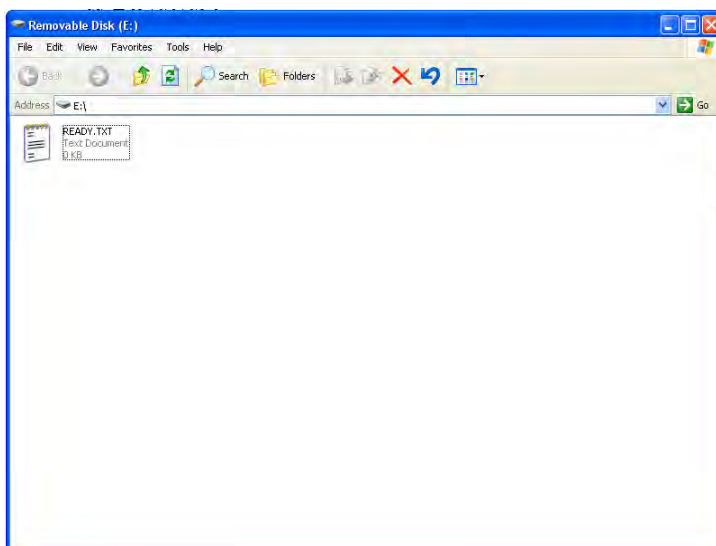 Removable Disk (E:)
File Edit View Favorites Tools Help
Back Search Folders
Address E:\ Go
READY.TXT
Text Document
0 KB